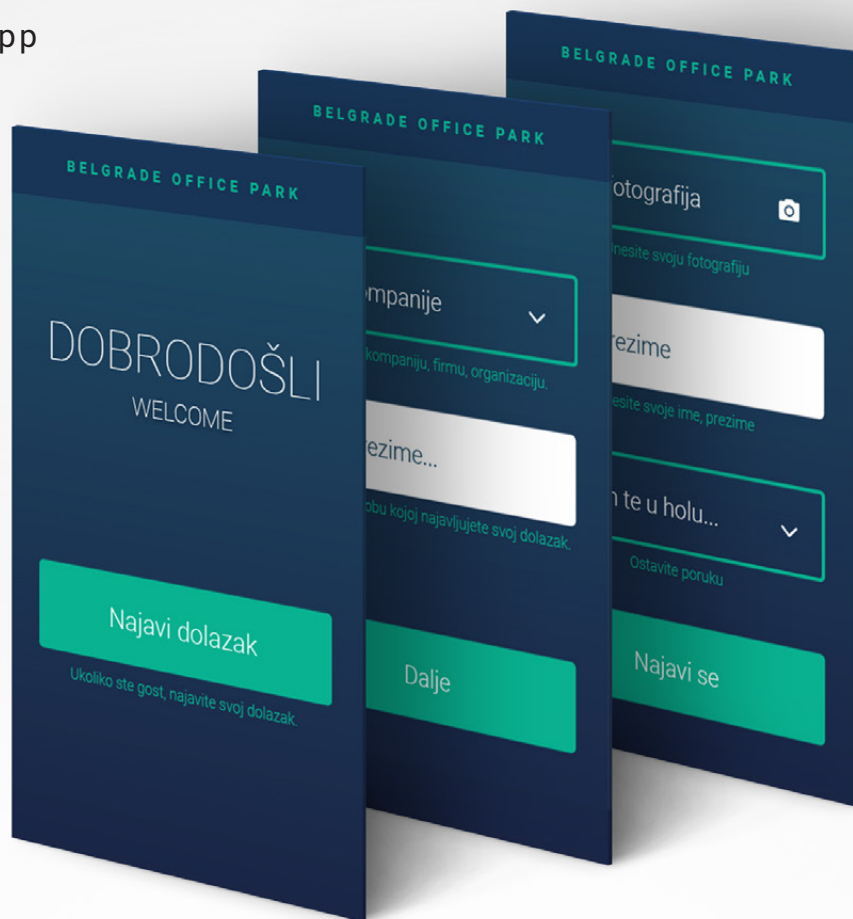 pp
BELGRADE OFFICE PARK
DOBRODOŠLI
WELCOME
Najavi dolazak
Ukoliko ste gost, najavite svoj dolazak.
BELGRADE OFFICE PARK
mpanije
kompaniju, firmu, organizaciju.
ezime...
obu kojoj najavljujete svoj dolazak.
Dalje
BELGRADE OFFICE PARK
otografija
nesite svoju fotografiju
rezime
esite svoje ime, prezime
te u holu...
Ostavite poruku
Najavi se